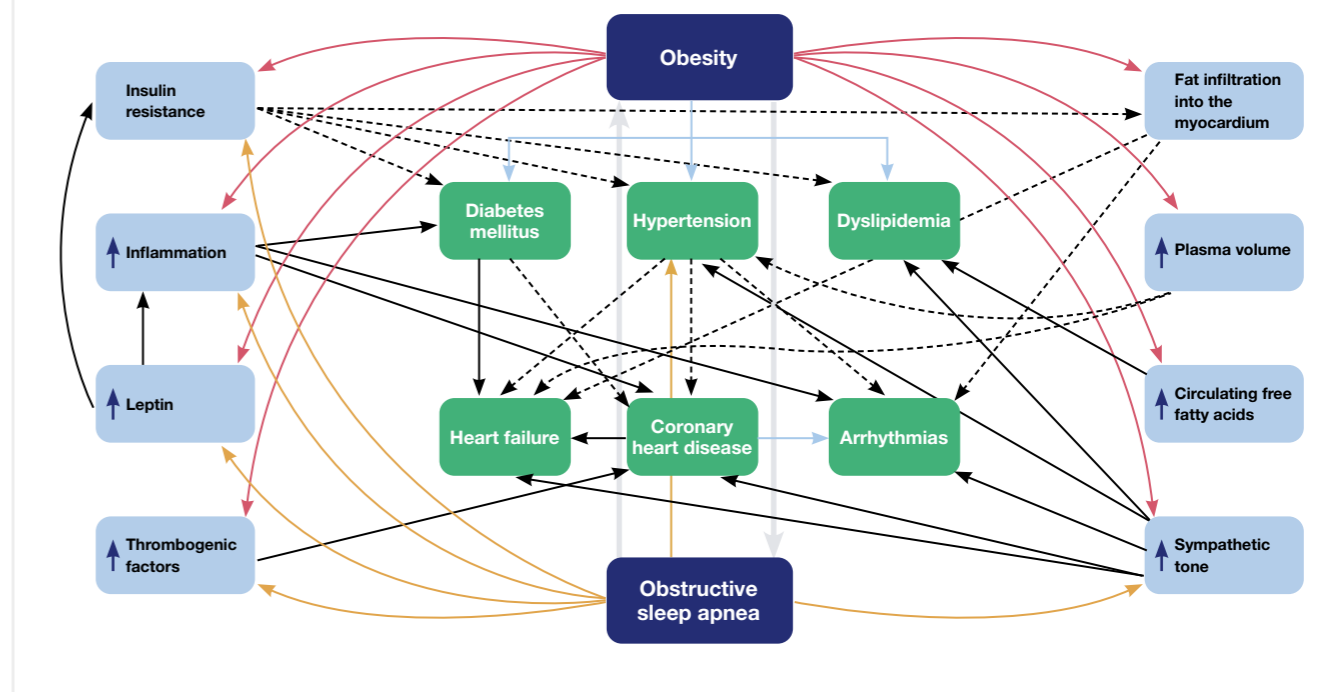 Obesity
Insulin
resistance
Fat infiltration
into the
myocardium
Diabetes
mellitus
Hypertension
Dyslipidemia
Inflammation
Plasma volume
Leptin
Circulating free
fatty acids
Heart failure
Coronary
heart disease
Arrhythmias
Thrombogenic
factors
Sympathetic
tone
Obstructive
sleep apnea